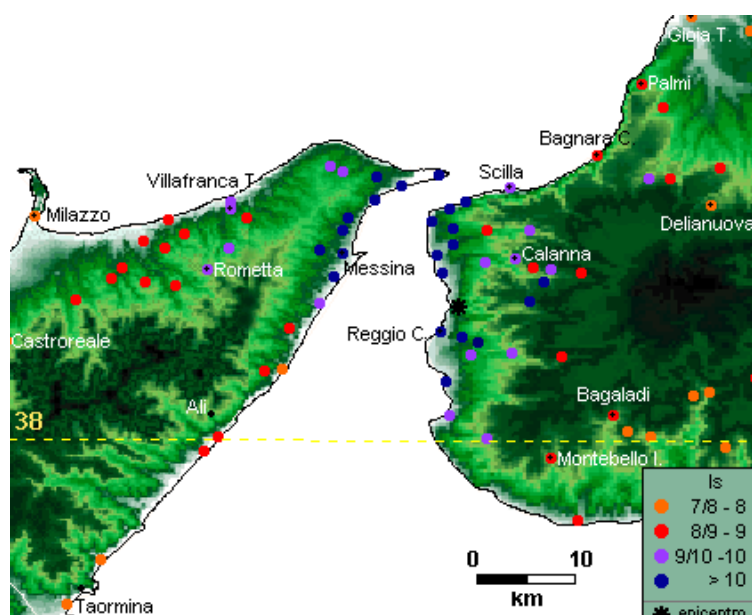 Gioia T.
Palmi
Bagnara C.
Scilla
Villafranca T.
Milazzo
Delianuova
Calanna
Rometta
Messina
Reggio C.
Castroreale
Bagaladi
Alì
38
Montebello I.
Is
7/8 - 8
8/9 - 9
9/10 -10
> 10
epicentro
0 10
km
Taormina